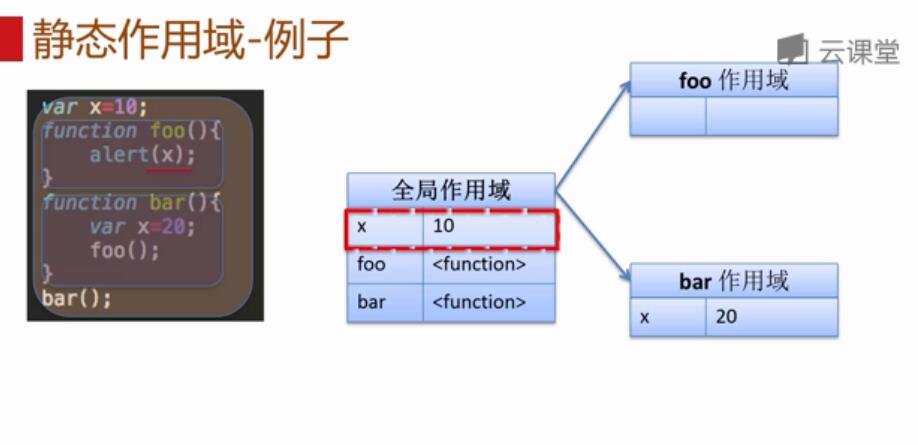 静态作用域-例子
云课堂
var x=10;
function foo(){
alert(x);
}
function bar(){
var x=20;
foo();
}
bar();
全局作用域
x 10
foo <function>
bar <function>
foo 作用域
bar 作用域
x 20